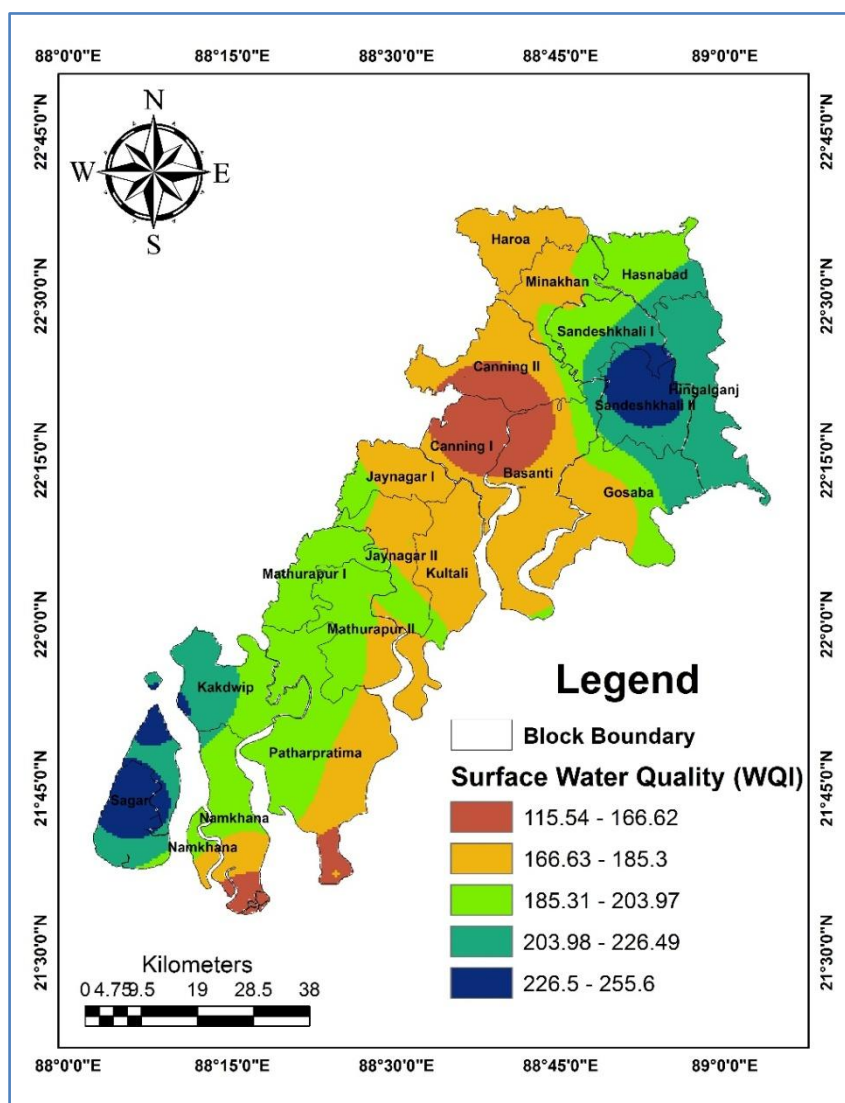 88°0'0"E 88°15'0"E 88°30'0"E 88°45'0"E 89°0'0"E
22°45'0"N 22°45'0"N
N
W E
S
Haroa
Hasnabad
Minakhan
22°30'0"N 22°30'0"N
Sandeshkhali I
Canning II
Hingalganj
Sandeshkhali II
Canning I
22°15'0"N 22°15'0"N
Basanti
Jaynagar I
Gosaba
Jaynagar II
Mathurapur I Kultali
22°0'0"N 22°0'0"N
Mathurapur II
Kakdwip
Legend
Block Boundary
Patharpratima
Surface Water Quality (WQI)
21°45'0"N 21°45'0"N
Sagar
115.54 - 166.62
Namkhana
Namkhana
166.63 - 185.3
185.31 - 203.97
203.98 - 226.49
21°30'0"N 21°30'0"N
226.5 - 255.6
Kilometers
0 4.75 9.5 19 28.5 38
88°0'0"E 88°15'0"E 88°30'0"E 88°45'0"E 89°0'0"E